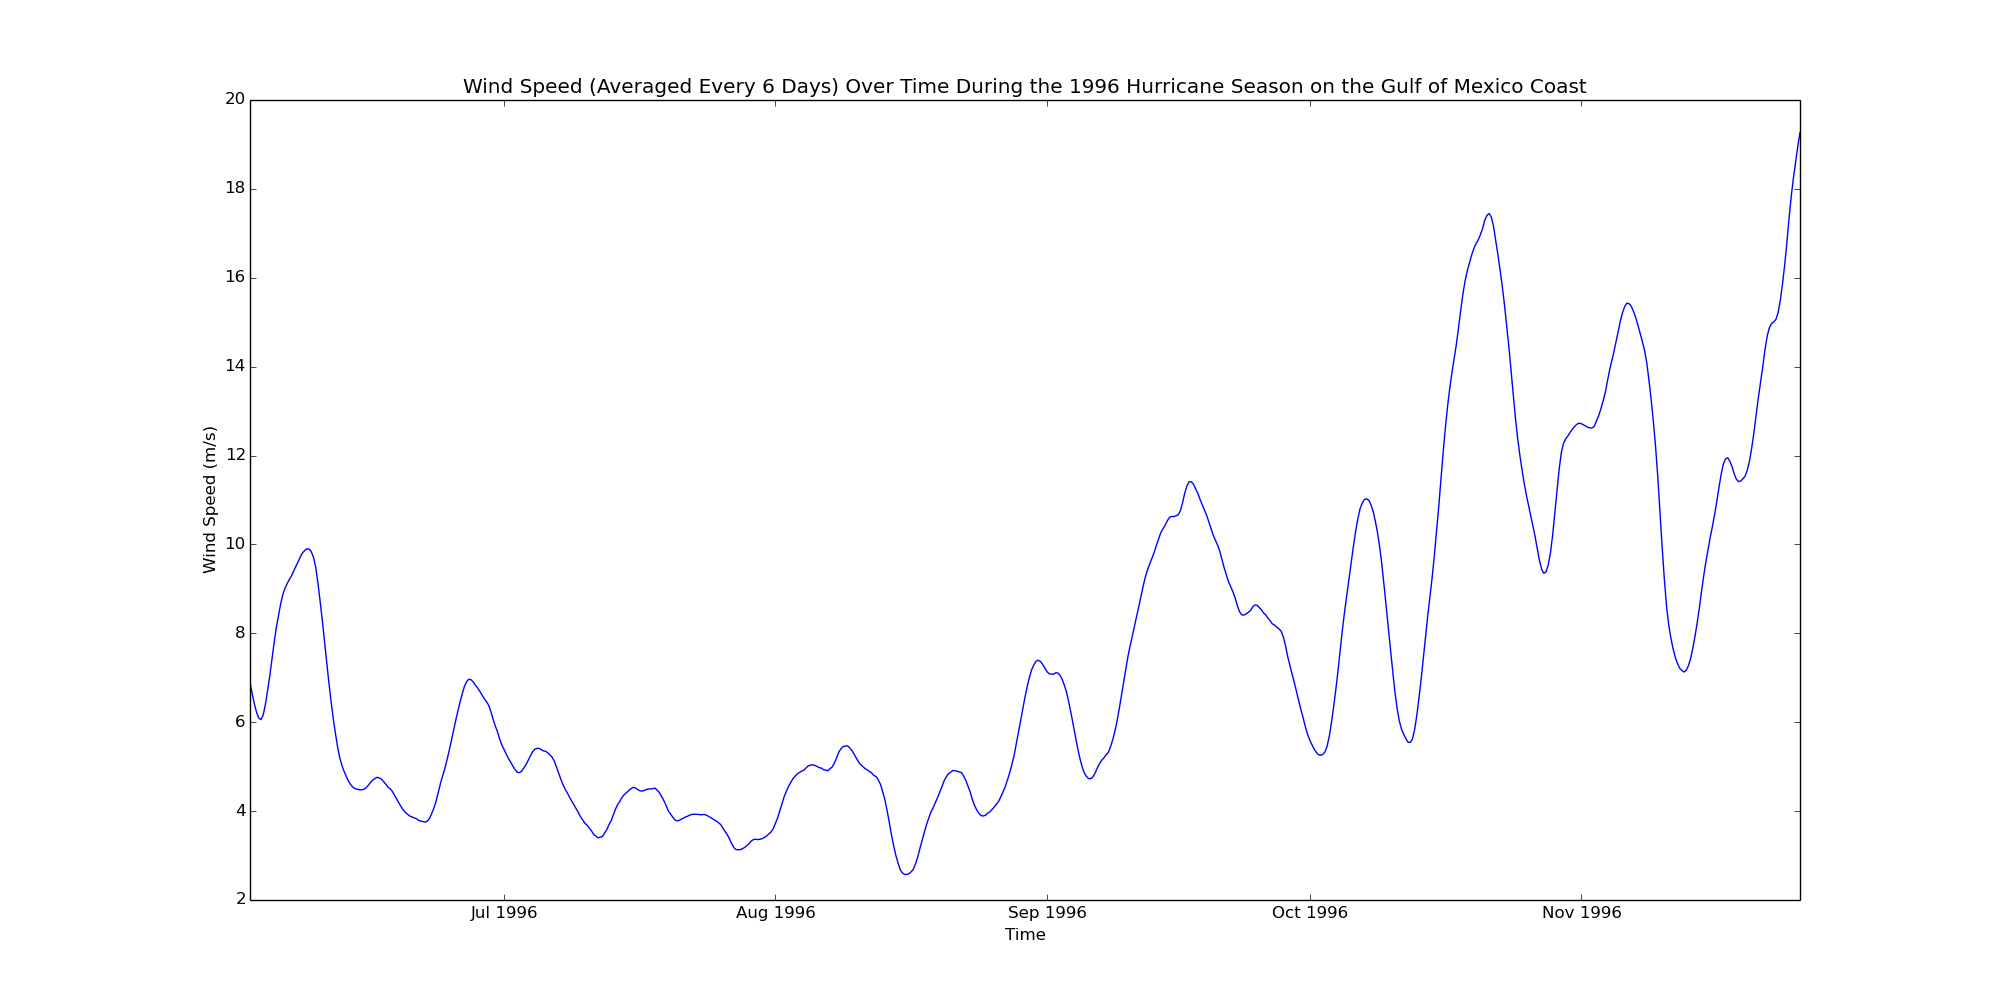 Wind Speed (Averaged Every 6 Days) Over Time During the 1996 Hurricane Season on the Gulf of Mexico Coast
20
18
16
14
12
10
8
6
4
2
Wind Speed (m/s)
Jul 1996 Aug 1996 Sep 1996 Oct 1996 Nov 1996
Time